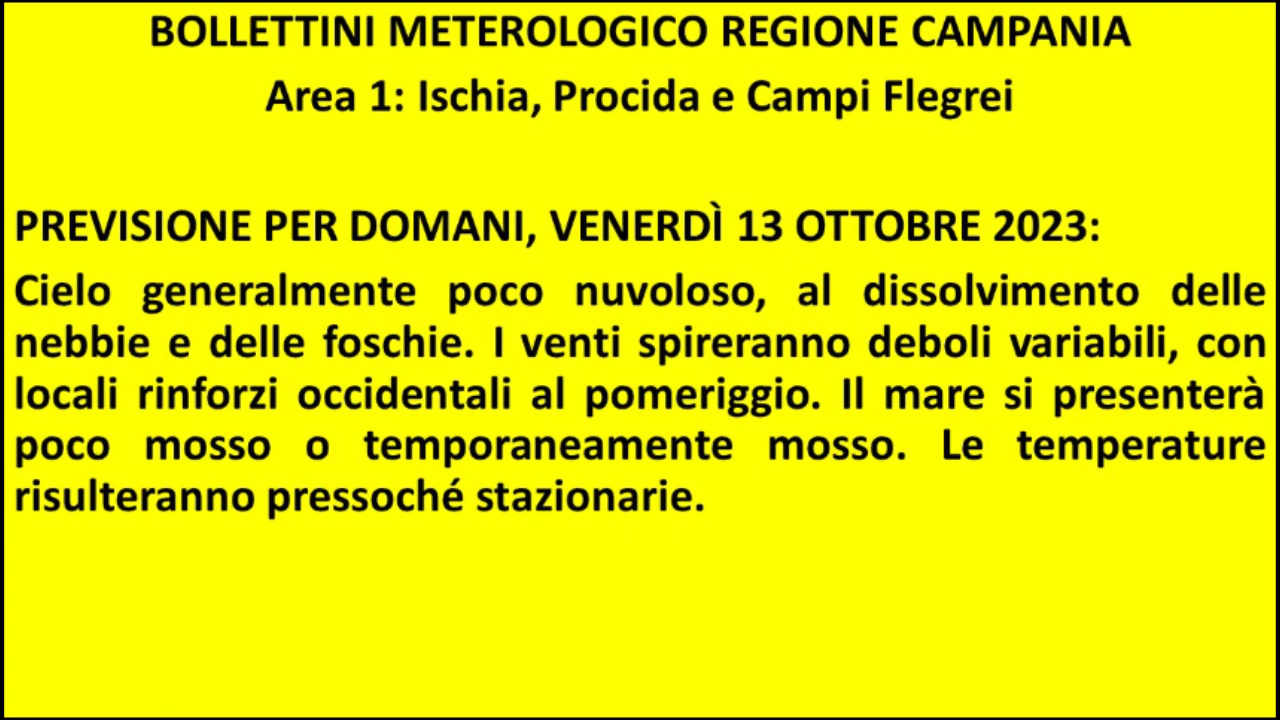 BOLLETTINI METEROLOGICO REGIONE CAMPANIA
Area 1: Ischia, Procida e Campi Flegrei
PREVISIONE PER DOMANI, VENERDÌ 13 OTTOBRE 2023:
Cielo generalmente poco nuvoloso, al dissolvimento delle
nebbie e delle foschie. I venti spireranno deboli variabili, con
locali rinforzi occidentali al pomeriggio. Il mare si presenterà
poco mosso o temporaneamente mosso. Le temperature
risulteranno pressoché stazionarie.